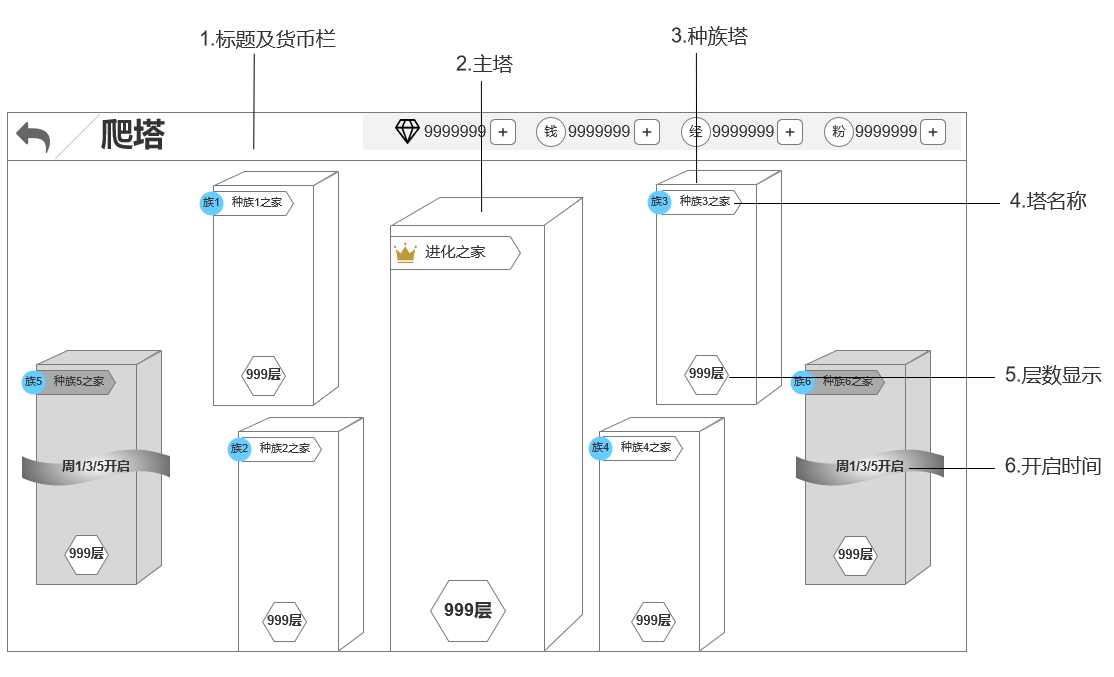 1.标题及货币栏
2.主塔
3.种族塔
爬塔
9999999 +
钱 9999999 +
经 9999999 +
粉 9999999 +
族1 种族1之家
族3 种族3之家
4.塔名称
进化之家
999层
999层
5.层数显示
族5 种族5之家
族6 种族6之家
族2 种族2之家
族4 种族4之家
周1/3/5开启
周1/3/5开启
6.开启时间
999层
999层
999层
999层
999层